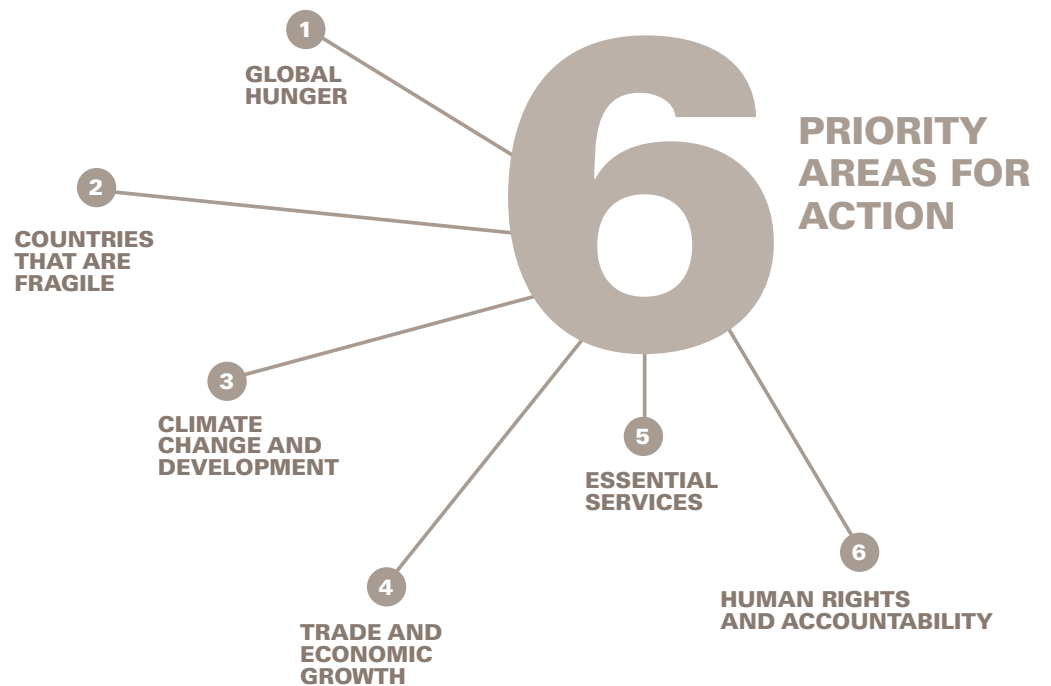 6
PRIORITY
AREAS FOR
ACTION
1
GLOBAL
HUNGER
2
COUNTRIES
THAT ARE
FRAGILE
3
CLIMATE
CHANGE AND
DEVELOPMENT
4
TRADE AND
ECONOMIC
GROWTH
5
ESSENTIAL
SERVICES
6
HUMAN RIGHTS
AND ACCOUNTABILITY